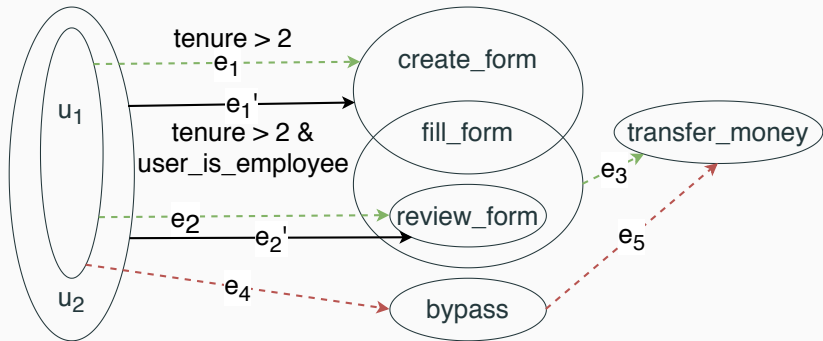 tenure > 2
e1
create_form
u1
e1'
tenure > 2 &
user_is_employee
fill_form
transfer_money
e3
e2
review_form
e2'
e5
u2
e4
bypass